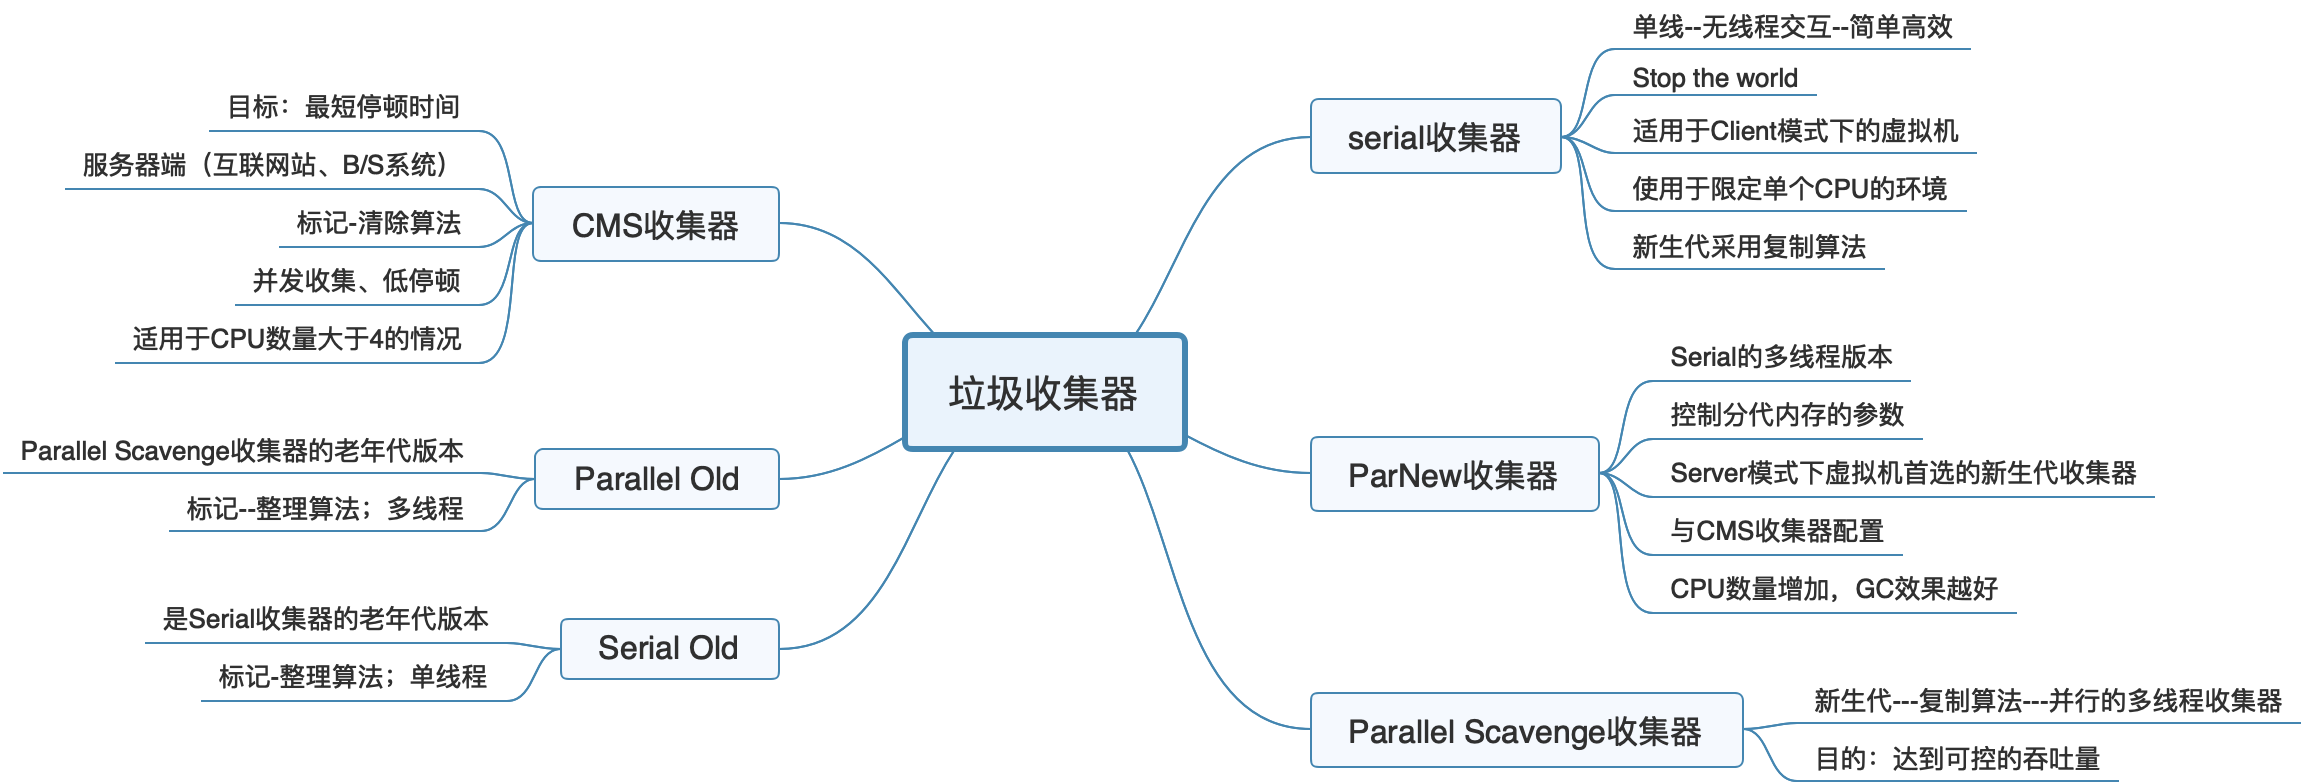 垃圾收集器
serial收集器
单线--无线程交互--简单高效
Stop the world
适用于Client模式下的虚拟机
使用于限定单个CPU的环境
新生代采用复制算法
ParNew收集器
Serial的多线程版本
控制分代内存的参数
Server模式下虚拟机首选的新生代收集器
与CMS收集器配置
CPU数量增加，GC效果越好
Parallel Scavenge收集器
新生代---复制算法---并行的多线程收集器
目的：达到可控的吞吐量
CMS收集器
目标：最短停顿时间
服务器端（互联网站、B/S系统）
标记-清除算法
并发收集、低停顿
适用于CPU数量大于4的情况
Parallel Old
Parallel Scavenge收集器的老年代版本
标记--整理算法；多线程
Serial Old
是Serial收集器的老年代版本
标记-整理算法；单线程